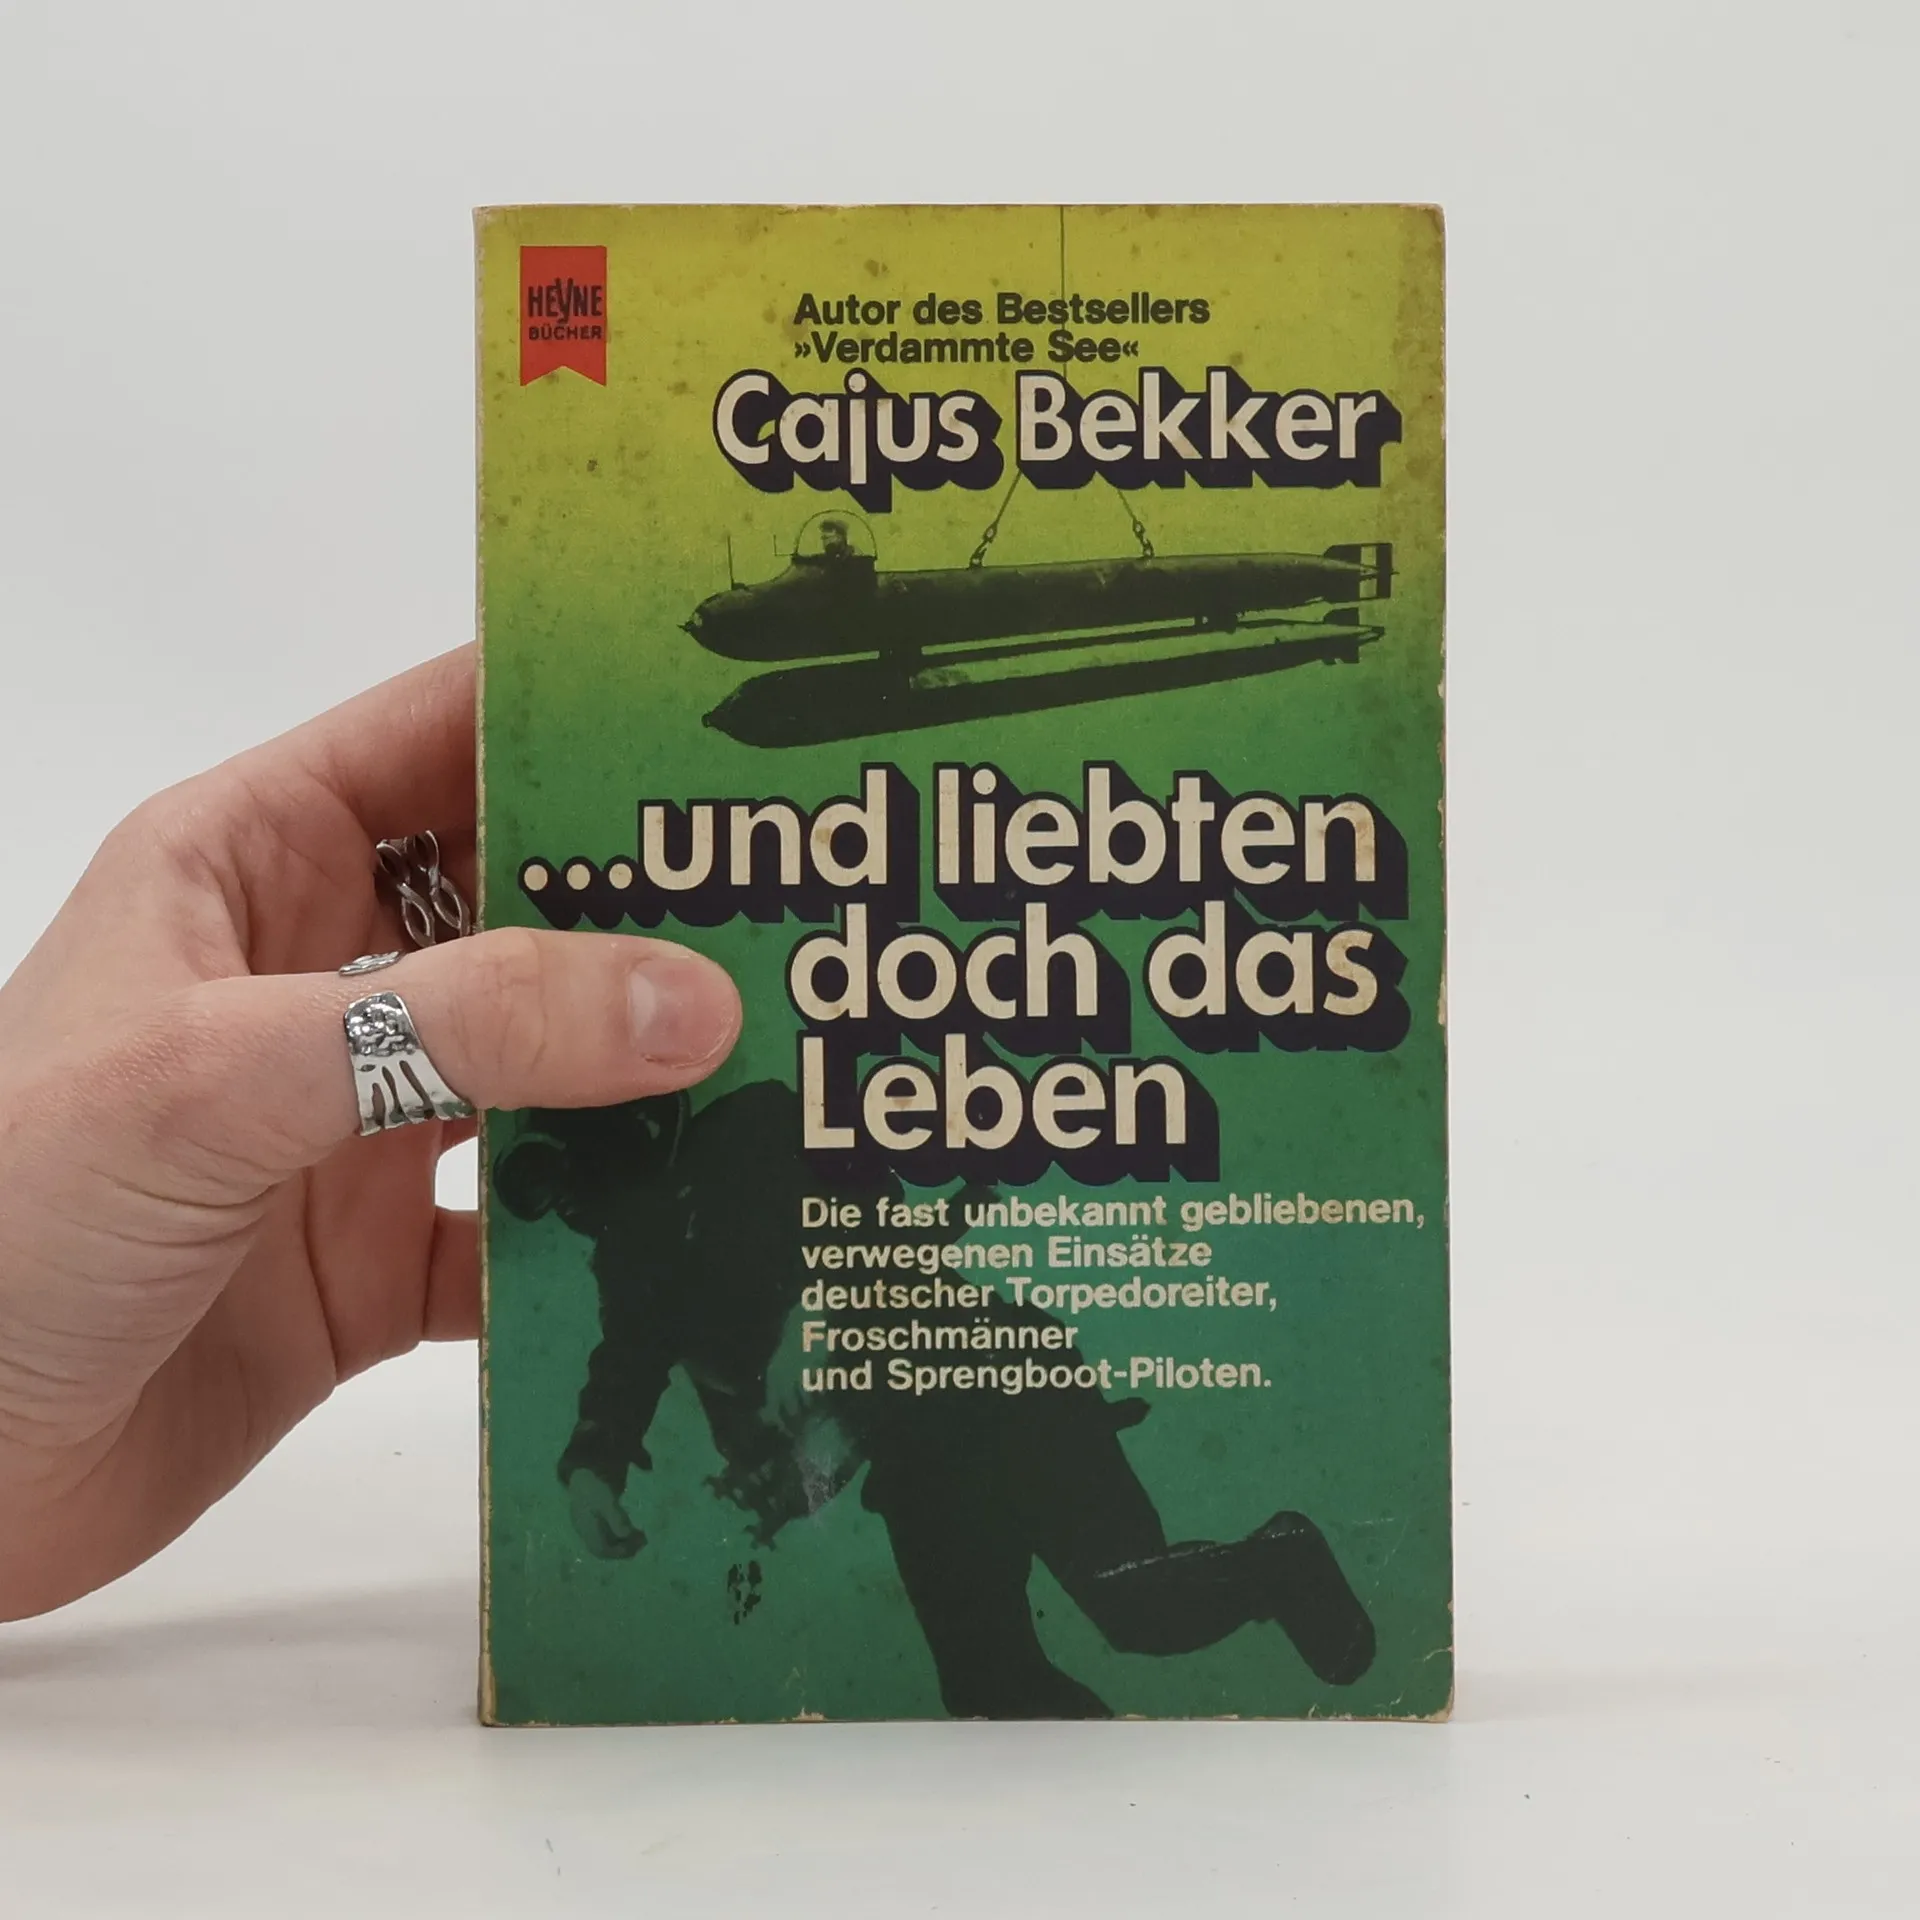 HEYNE
BÜCHER
Autor des Bestsellers
»Verdammte See«
Cajus Bekker
...und liebten
doch das
Leben
Die fast unbekannt gebliebenen,
verwegenen Einsätze
deutscher Torpedoreiter,
Froschmänner
und Sprengboot-Piloten.